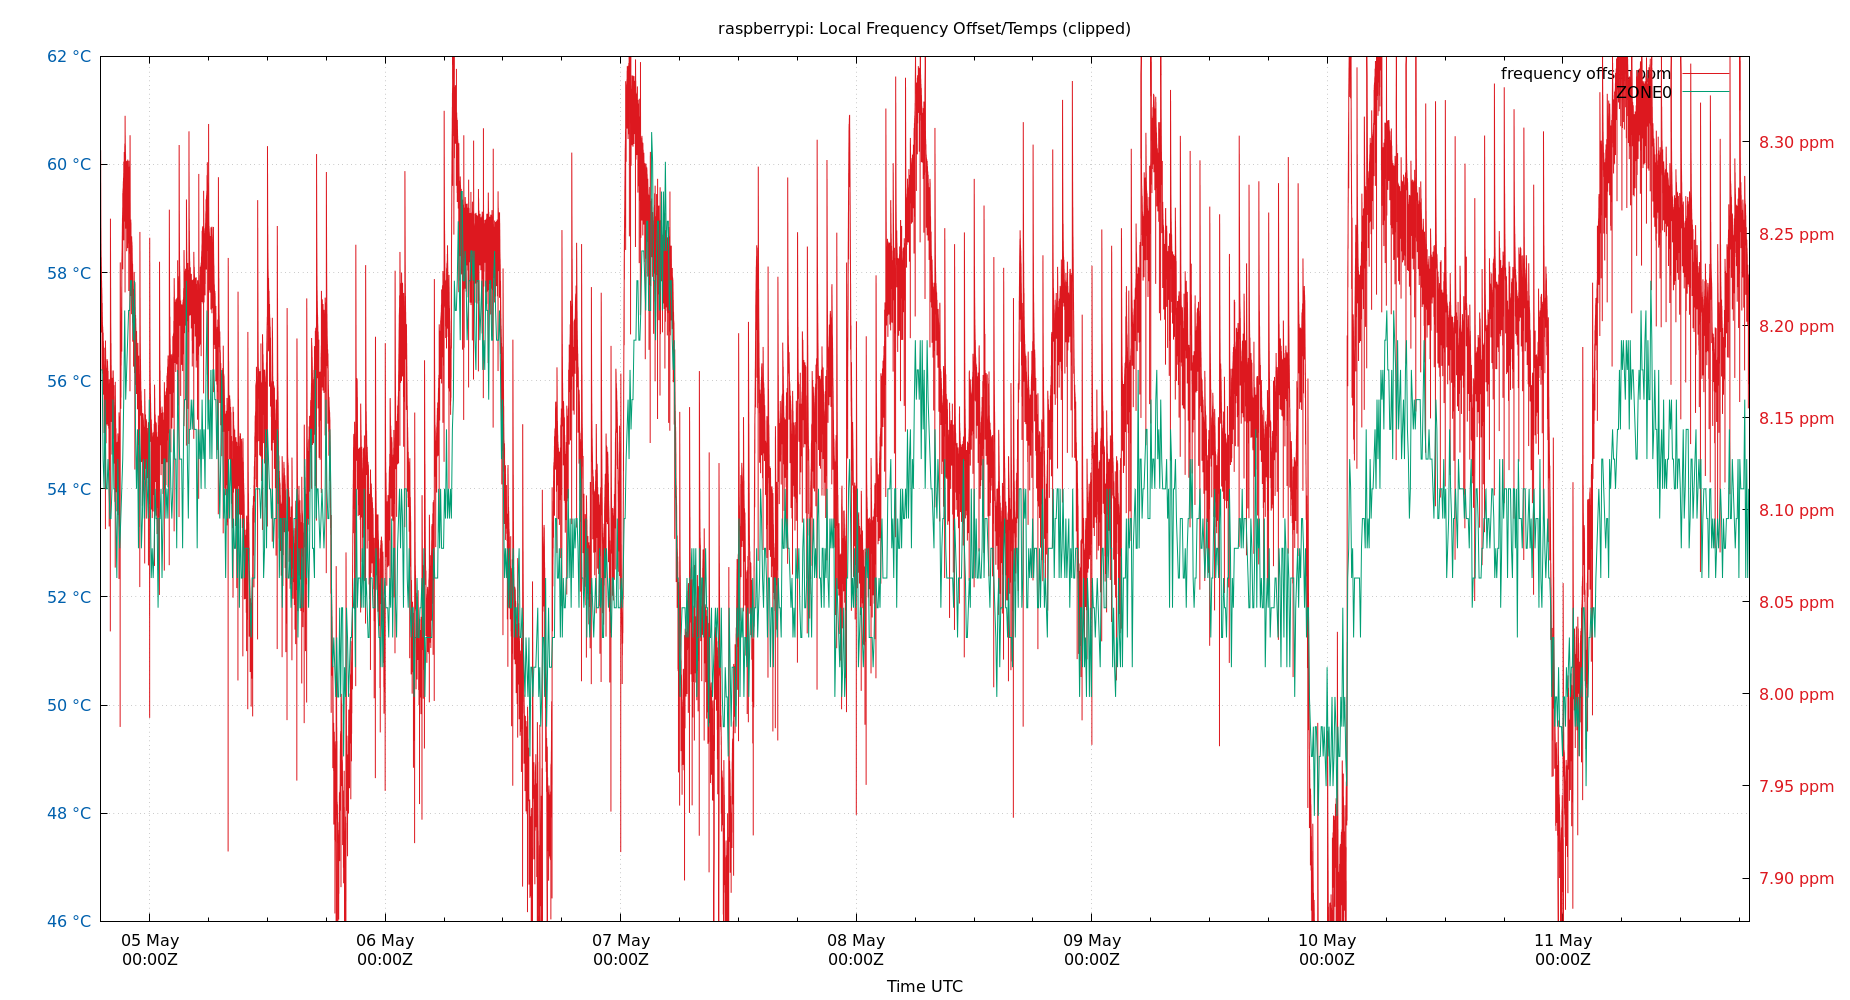 raspberrypi: Local Frequency Offset/Temps (clipped)
62 °C
60 °C
58 °C
56 °C
54 °C
52 °C
50 °C
48 °C
46 °C
frequency offset ppm
ZONE0
8.30 ppm
8.25 ppm
8.20 ppm
8.15 ppm
8.10 ppm
8.05 ppm
8.00 ppm
7.95 ppm
7.90 ppm
05 May
00:00Z
06 May
00:00Z
07 May
00:00Z
08 May
00:00Z
09 May
00:00Z
10 May
00:00Z
11 May
00:00Z
Time UTC